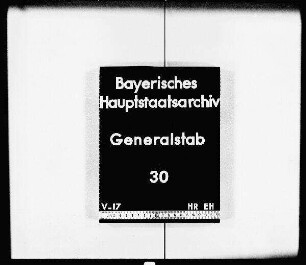 Bayerisches
Hauptstaatsarchiv
Generalstab
30
V-17 HR EH